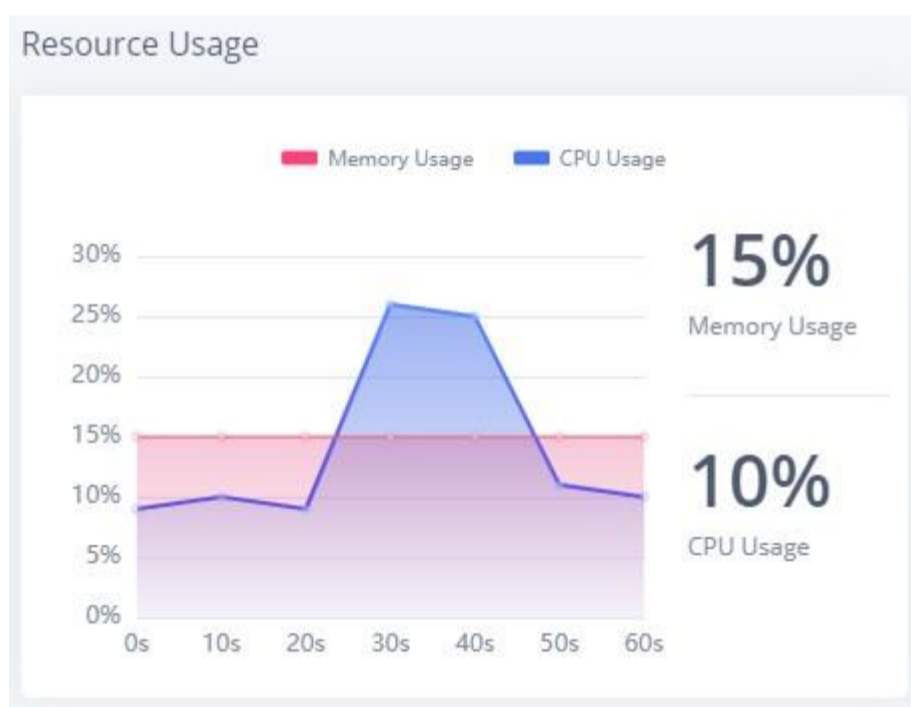 Resource Usage
Memory Usage CPU Usage
30%
25%
20%
15%
10%
5%
0%
0s 10s 20s 30s 40s 50s 60s
15%
Memory Usage
10%
CPU Usage